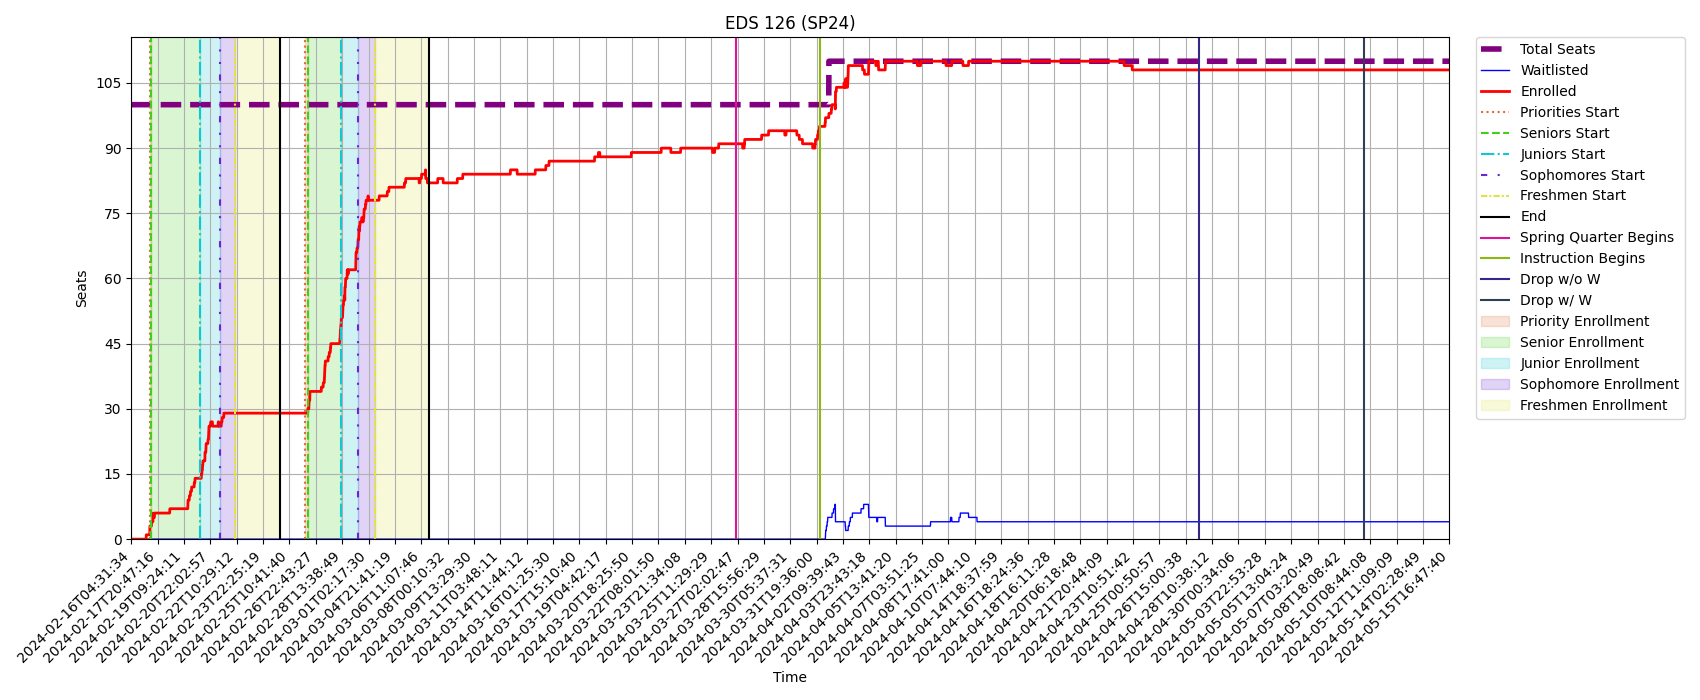 EDS 126 (SP24)
Seats
105
90
75
60
45
30
15
0
2024-02-16T04:31:34
2024-02-17T20:47:16
2024-02-19T09:24:11
2024-02-20T22:02:57
2024-02-22T10:29:12
2024-02-23T22:25:19
2024-02-25T10:41:40
2024-02-26T22:43:27
2024-02-28T13:38:49
2024-03-01T02:17:30
2024-03-04T21:41:19
2024-03-06T11:07:46
2024-03-08T00:10:32
2024-03-09T13:29:30
2024-03-11T03:48:11
2024-03-14T11:44:12
2024-03-16T01:25:30
2024-03-17T15:10:40
2024-03-19T04:42:17
2024-03-20T18:25:50
2024-03-22T08:01:50
2024-03-23T21:34:08
2024-03-25T11:29:29
2024-03-27T02:02:47
2024-03-28T15:56:29
2024-03-30T05:37:31
2024-03-31T19:36:00
2024-04-02T09:39:43
2024-04-03T23:43:18
2024-04-05T13:41:20
2024-04-07T03:51:25
2024-04-08T17:41:00
2024-04-10T07:44:10
2024-04-14T18:37:59
2024-04-16T18:24:36
2024-04-18T16:11:28
2024-04-20T06:18:48
2024-04-21T20:44:09
2024-04-23T10:51:42
2024-04-25T00:50:57
2024-04-26T15:00:38
2024-04-28T10:38:12
2024-04-30T00:34:06
2024-05-03T22:53:28
2024-05-05T13:04:24
2024-05-07T03:20:49
2024-05-08T18:08:42
2024-05-10T08:44:08
2024-05-12T11:09:09
2024-05-14T02:28:49
2024-05-15T16:47:40
Time
Total Seats
Waitlisted
Enrolled
Priorities Start
Seniors Start
Juniors Start
Sophomores Start
Freshmen Start
End
Spring Quarter Begins
Instruction Begins
Drop w/o W
Drop w/ W
Priority Enrollment
Senior Enrollment
Junior Enrollment
Sophomore Enrollment
Freshmen Enrollment